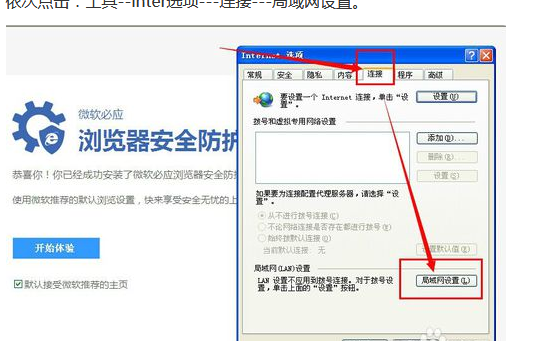 依次点击：工具--Inter选项---连接---局域网设置。
微软必应
浏览器安全防护
恭喜你！你已经成功安装了微软必应浏览器安全防
使用微软推荐的默认浏览设置，快来享受安全无忧的上
开始体验
默认接受微软推荐的主页
Internet 选项
常规 安全 隐私 内容 连接 程序 高级
要设置一个 Internet 连接，单击“设置”。
设置(U)
拨号和虚拟专用网络设置
添加(D)...
删除(R)...
设置(S)
如果要为连接配置代理服务器，请选择“设置”。
从不进行拨号连接(C)
不论网络连接是否存在都进行拨号(W)
始终拨默认连接(O)
当前默认连接: 无
设置默认值(E)
局域网(LAN)设置
LAN 设置不应用到拨号连接。对于拨号设置，单击上面的“设置”按钮。
局域网设置(L)